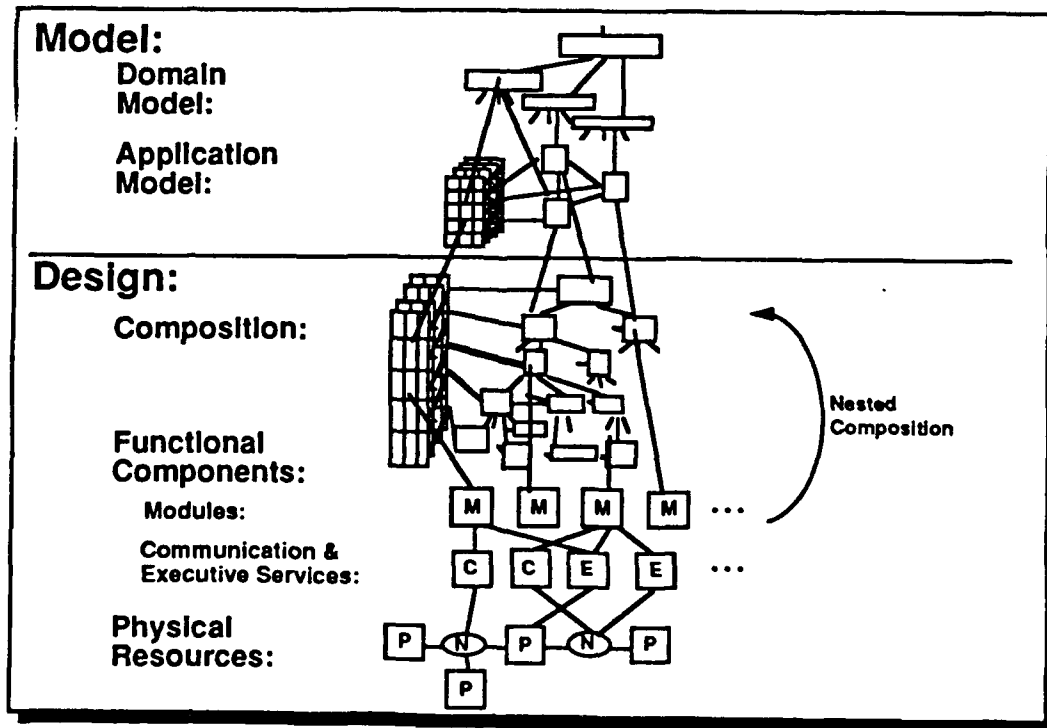 Model:
Domain
Model:
Application
Model:
Design:
Composition:
Nested
Composition
Functional
Components:
Modules:
M M M M ...
Communication &
Executive Services:
C C E E ...
Physical
Resources:
P N P N P
P